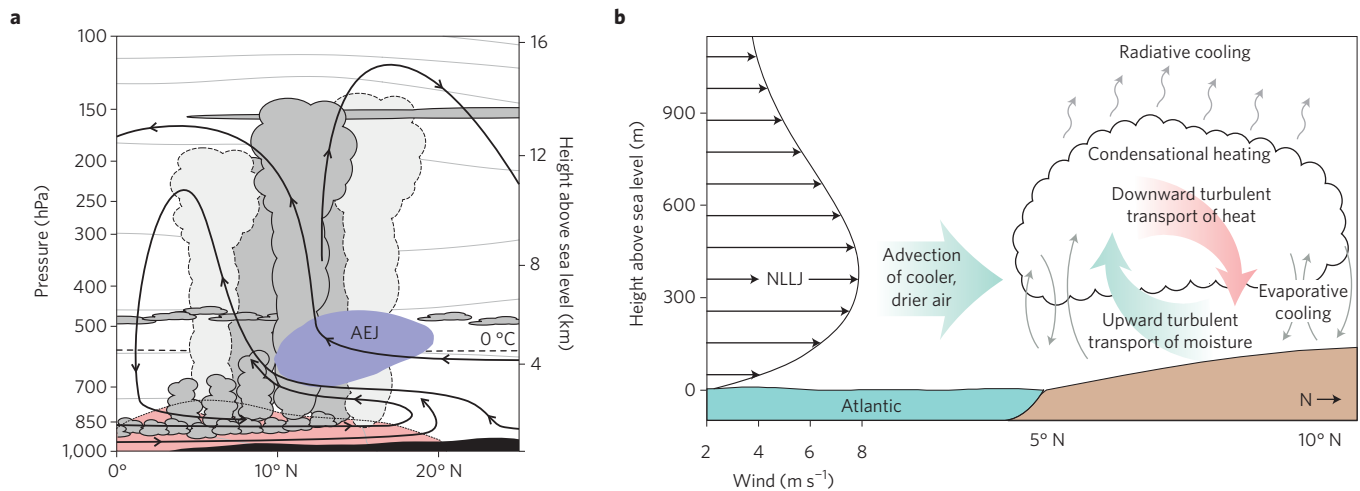 a
100
150
200
250
300
400
500
700
850
1,000
Pressure (hPa)
16
12
8
4
Height above sea level (km)
AEJ
0 °C
0°
10° N
20° N
b
900
600
300
0
Height above sea level (m)
NLLJ
Advection
of cooler,
drier air
Radiative cooling
Condensational heating
Downward turbulent
transport of heat
Evaporative
cooling
Upward turbulent
transport of moisture
Atlantic
N
2
4
6
8
Wind (m s⁻¹)
5° N
10° N